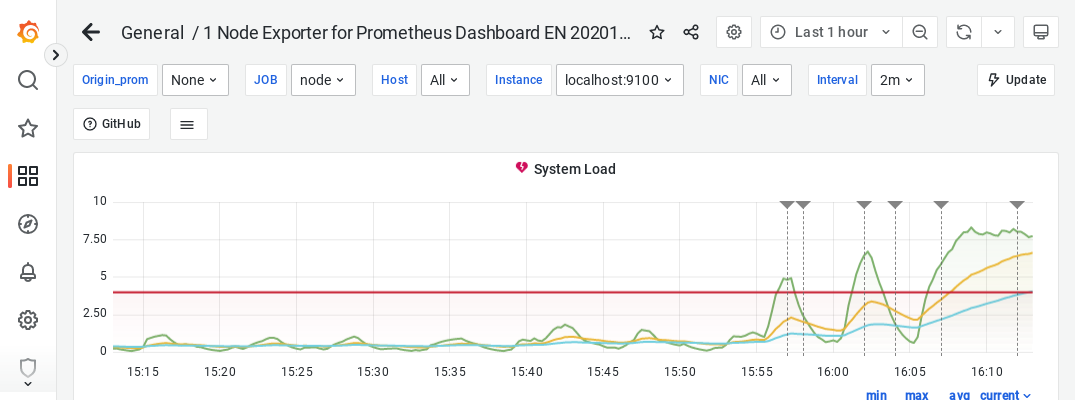 General / 1 Node Exporter for Prometheus Dashboard EN 20201...
Last 1 hour
Origin_prom None JOB node Host All Instance localhost:9100 NIC All Interval 2m Update
GitHub
System Load
10
7.50
5
2.50
0
15:15 15:20 15:25 15:30 15:35 15:40 15:45 15:50 15:55 16:00 16:05 16:10
min max avg current